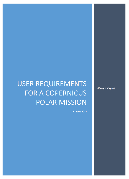 USER REQUIREMENTS
FOR A COPERNICUS
POLAR MISSION